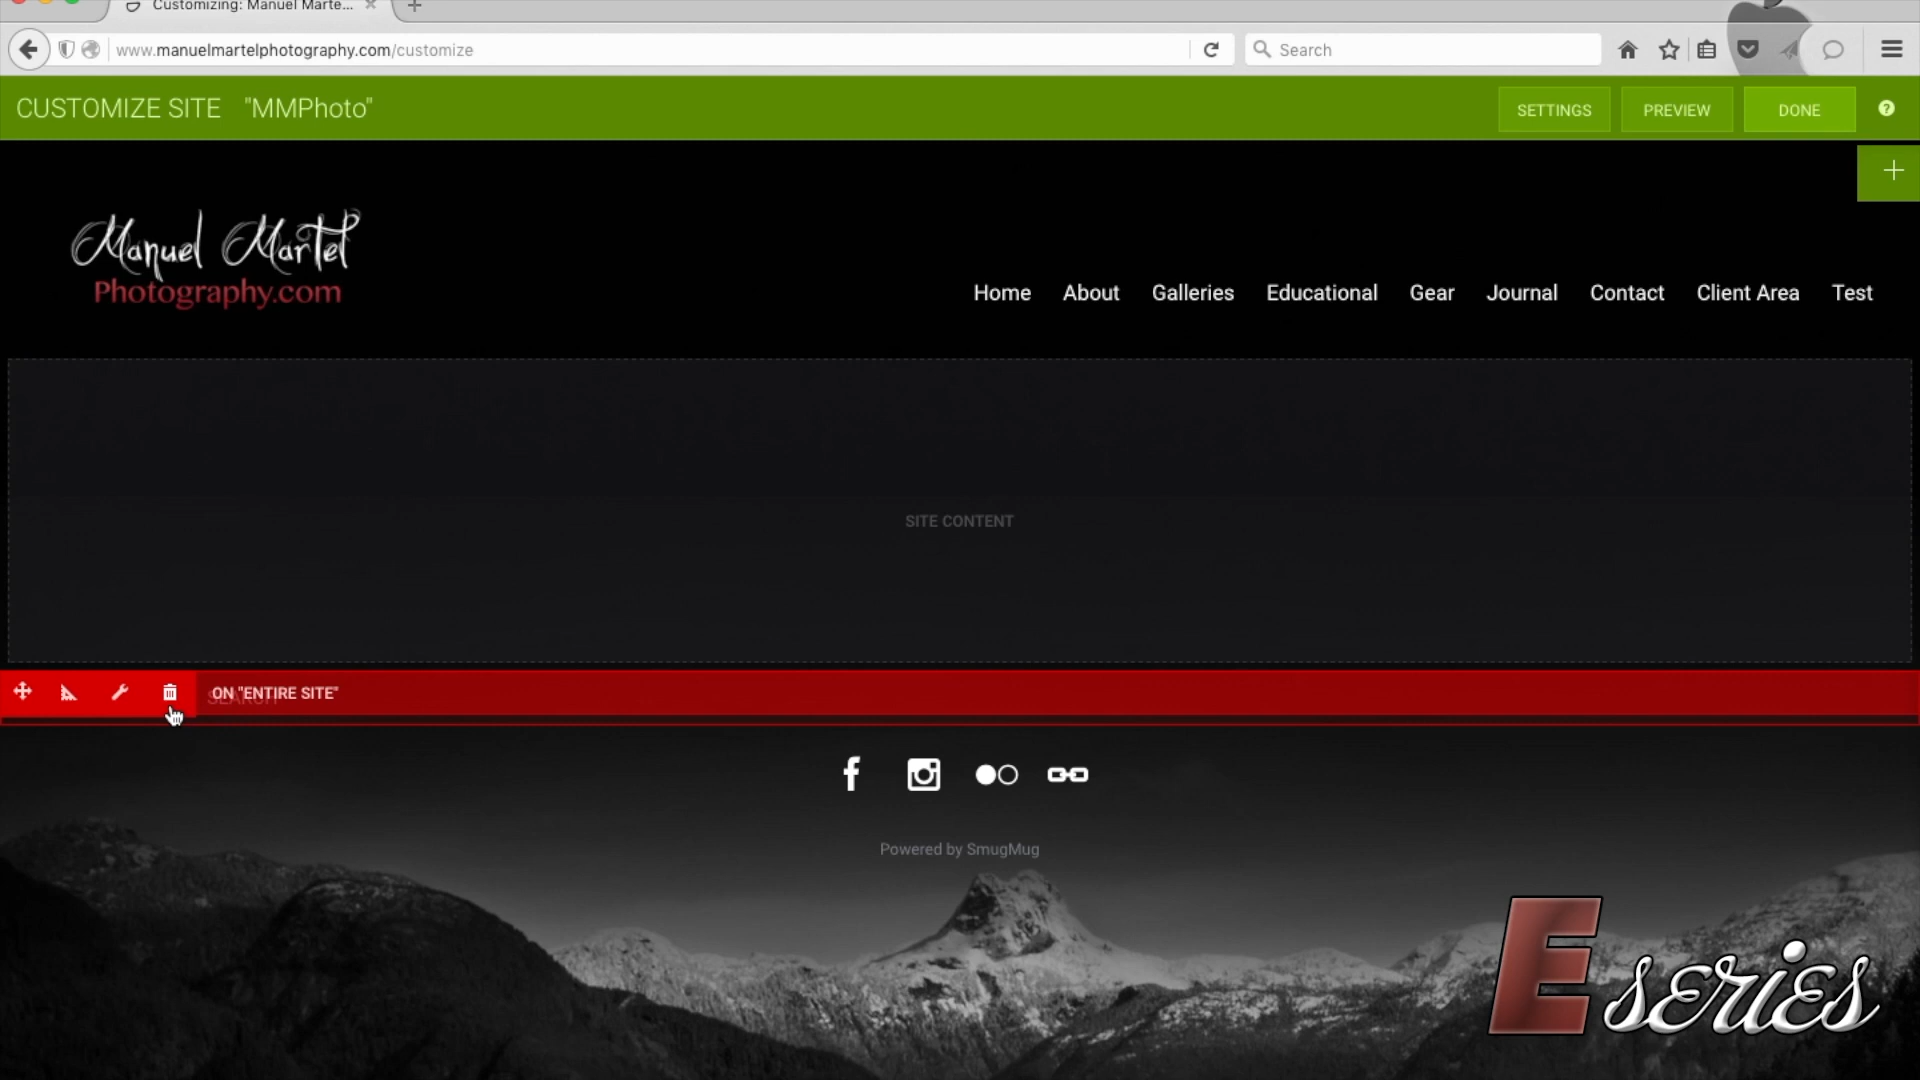 Customizing: Manuel Marte...
www.manuelmartelphotography.com/customize
Search
CUSTOMIZE SITE "MMPhoto"
SETTINGS
PREVIEW
DONE
?
Manuel Martel
Photography.com
Home About Galleries Educational Gear Journal Contact Client Area Test
SITE CONTENT
SEARCH
ON "ENTIRE SITE"
Powered by SmugMug
E series